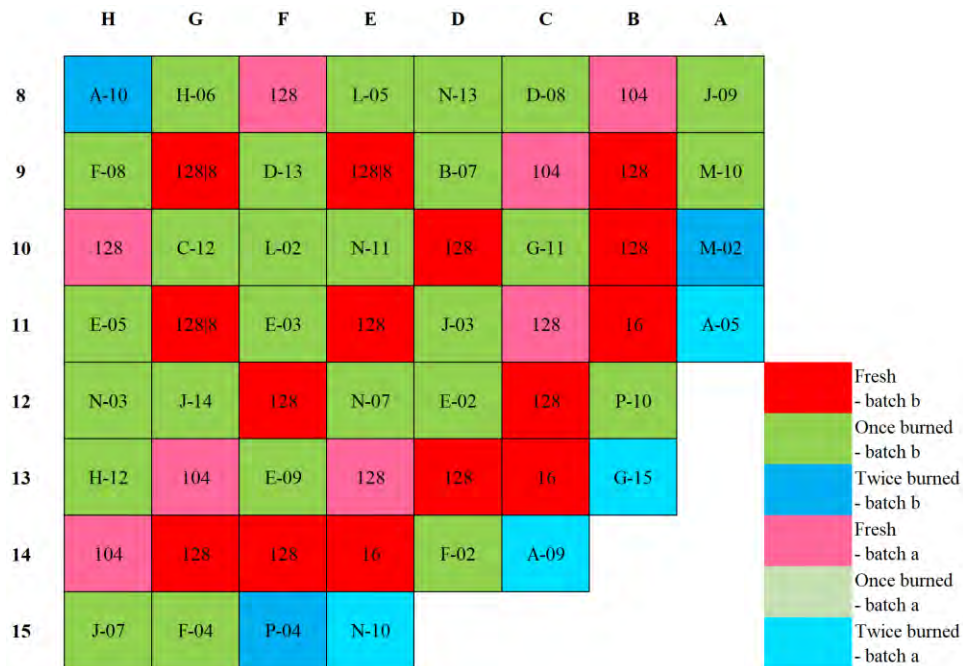 H G F E D C B A
8 A-10 H-06 128 L-05 N-13 D-08 104 J-09
9 F-08 128|8 D-13 128|8 B-07 104 128 M-10
10 128 C-12 L-02 N-11 128 G-11 128 M-02
11 E-05 128|8 E-03 128 J-03 128 16 A-05
12 N-03 J-14 128 N-07 E-02 128 P-10
13 H-12 104 E-09 128 128 16 G-15
14 104 128 128 16 F-02 A-09
15 J-07 F-04 P-04 N-10
Fresh
- batch b
Once burned
- batch b
Twice burned
- batch b
Fresh
- batch a
Once burned
- batch a
Twice burned
- batch a